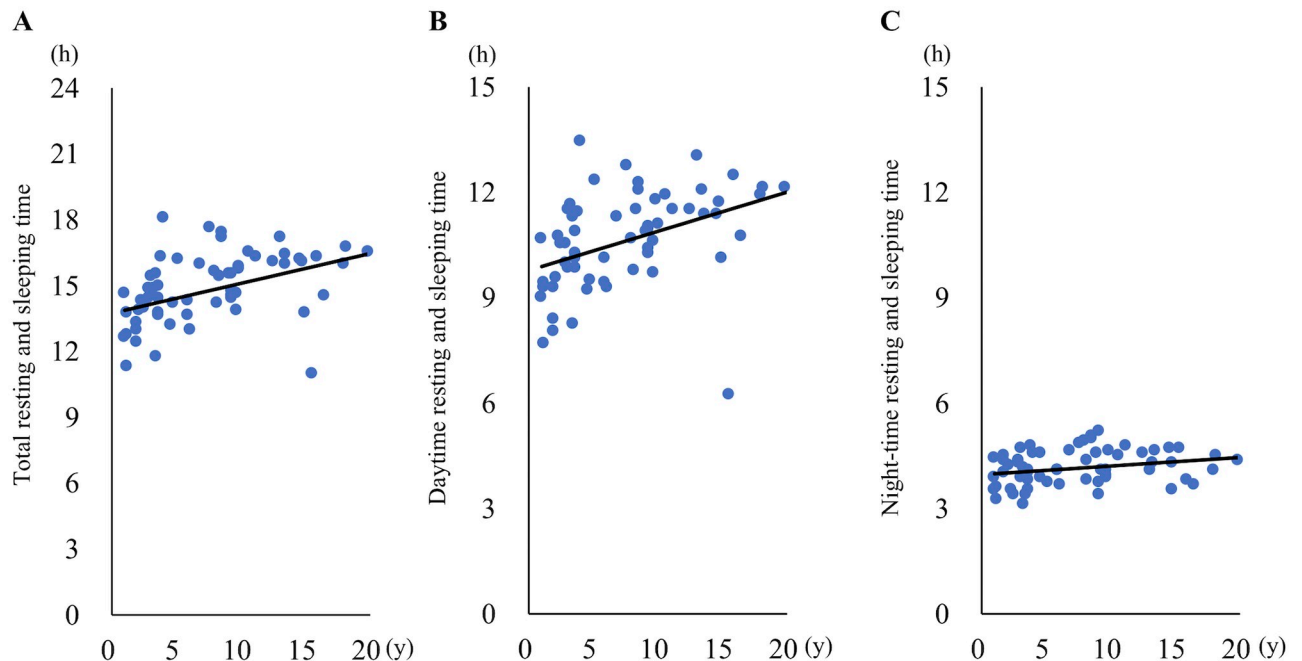 A
(h)
Total resting and sleeping time
24
21
18
15
12
9
6
3
0
0 5 10 15 20 (y)
B
(h)
Daytime resting and sleeping time
15
12
9
6
3
0
0 5 10 15 20 (y)
C
(h)
Night-time resting and sleeping time
15
12
9
6
3
0
0 5 10 15 20 (y)